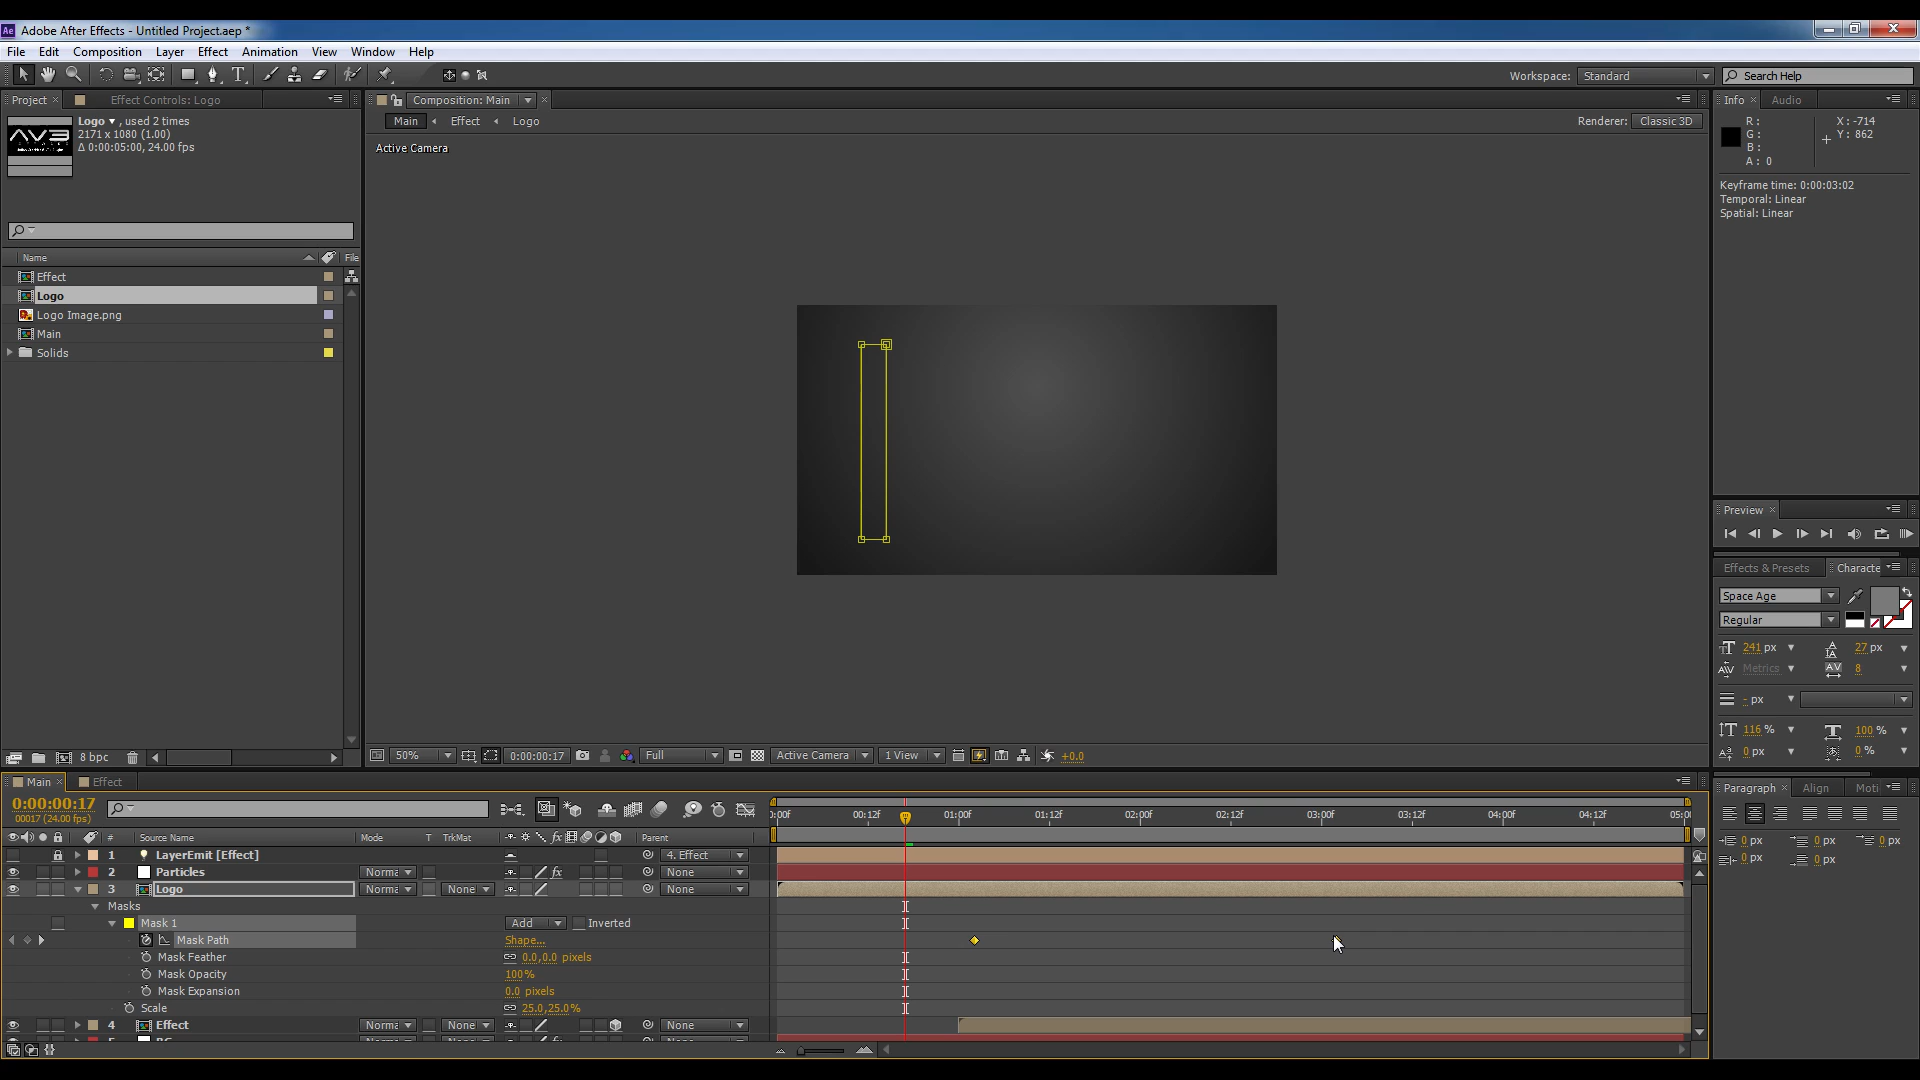 Ae Adobe After Effects - Untitled Project.aep *
File Edit Composition Layer Effect Animation View Window Help
Workspace: Standard Search Help
Project Effect Controls: Logo
Composition: Main
Info Audio
Logo , used 2 times
2171 x 1080 (1.00)
Δ 0:00:05:00, 24.00 fps
AV3
Main Effect Logo
Renderer: Classic 3D
Active Camera
R :
G :
B :
A : 0
X : -714
Y : 862
Keyframe time: 0:00:03:02
Temporal: Linear
Spatial: Linear
Name File
Effect
Logo
Logo Image.png
Main
Solids
Preview
Effects & Presets Characte
Space Age
Regular
241 px 27 px
Metrics 8
- px
116 % 100 %
0 px 0 %
8 bpc
50% 0:00:00:17 Full Active Camera 1 View +0.0
Main Effect
Paragraph Align Moti
0 px 0 px 0 px
0 px 0 px
0:00:00:17
00017 (24.00 fps)
:00f 00:12f 01:00f 01:12f 02:00f 02:12f 03:00f 03:12f 04:00f 04:12f 05:0
# Source Name Mode T TrkMat Parent
1 LayerEmit [Effect] 4. Effect
2 Particles Norma None
3 Logo Norma None None
Masks
Mask 1 Add Inverted
Mask Path Shape...
Mask Feather 0.0,0.0 pixels
Mask Opacity 100%
Mask Expansion 0.0 pixels
Scale 25.0,25.0%
4 Effect Norma None None